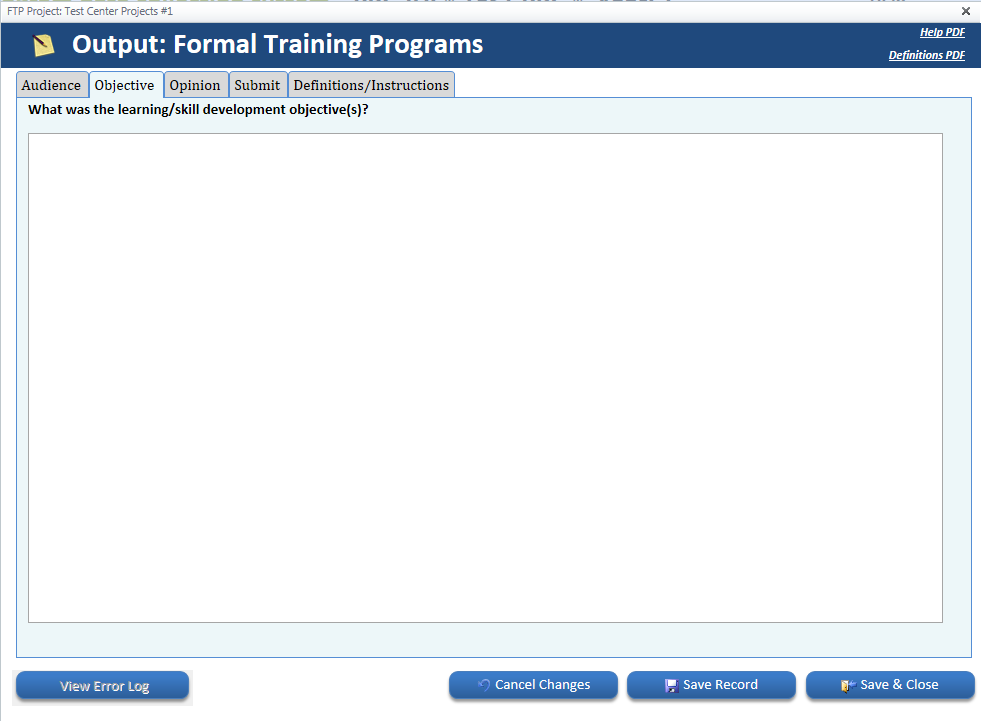 FTP Project: Test Center Projects #1
Output: Formal Training Programs
Help PDF
Definitions PDF
Audience Objective Opinion Submit Definitions/Instructions
What was the learning/skill development objective(s)?
View Error Log Cancel Changes Save Record Save & Close